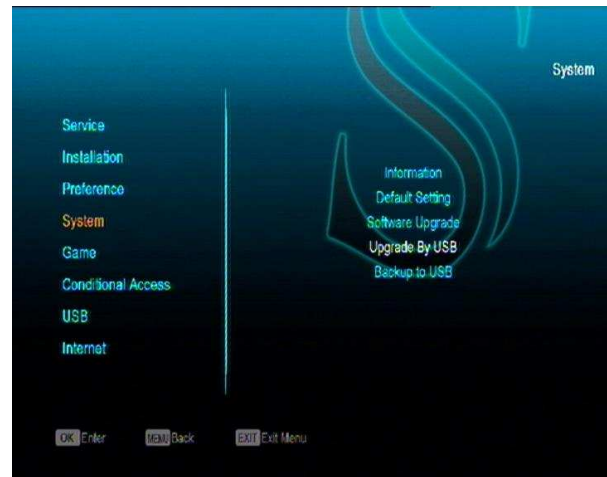 System
Service
Installation
Preference
System
Game
Conditional Access
USB
Internet
Information
Default Setting
Software Upgrade
Upgrade By USB
Backup to USB
OK Enter MENU Back EXIT Exit Menu